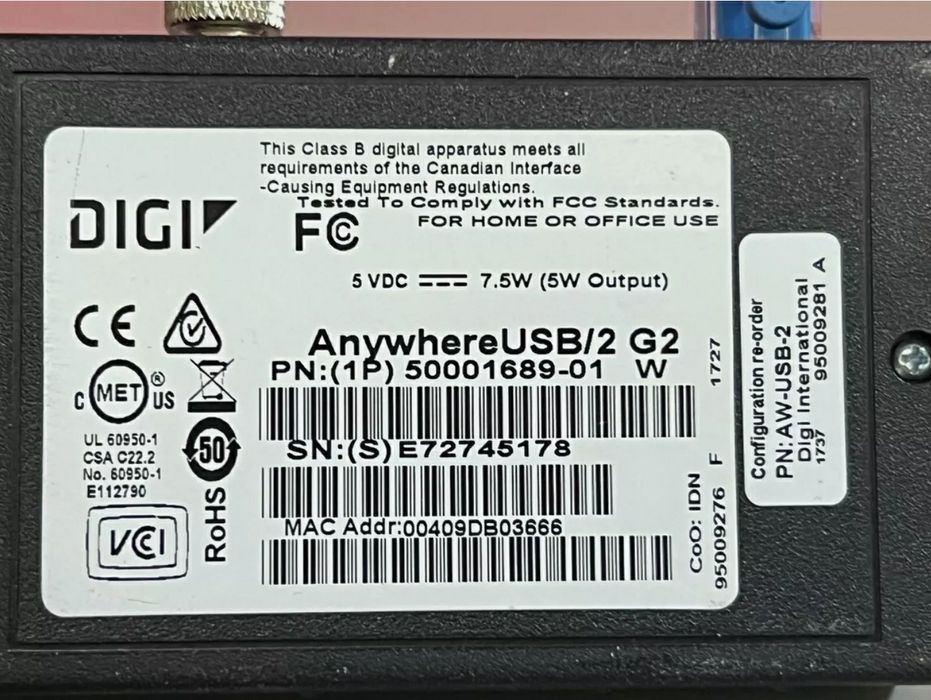 This Class B digital apparatus meets all
requirements of the Canadian Interface
-Causing Equipment Regulations.
Tested To Comply with FCC Standards.
FOR HOME OR OFFICE USE
DIGI
FC
5 VDC 7.5W (5W Output)
CE
AnywhereUSB/2 G2
PN:(1P) 50001689-01 W
C MET ® US
UL 60950-1
CSA C22.2
No. 60950-1
E112790
50
SN:(S) E72745178
RoHS
VCI
MAC Addr:00409DB03666
1727
CoO: IDN
95009276 F
Configuration re-order
PN: AW-USB-2
Digi International
1737 95009281 A